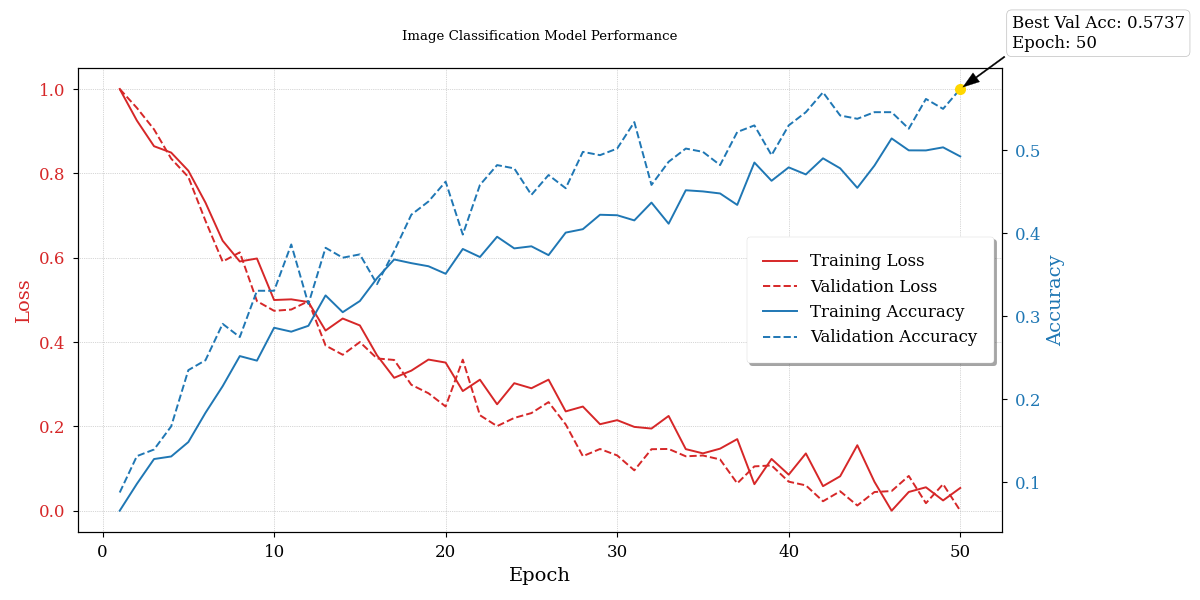 Best Val Acc: 0.5737
Epoch: 50
Image Classification Model Performance
1.0
0.8
0.6
0.4
0.2
0.0
Loss
0.5
0.4
0.3
0.2
0.1
Accuracy
Training Loss
Validation Loss
Training Accuracy
Validation Accuracy
0 10 20 30 40 50
Epoch